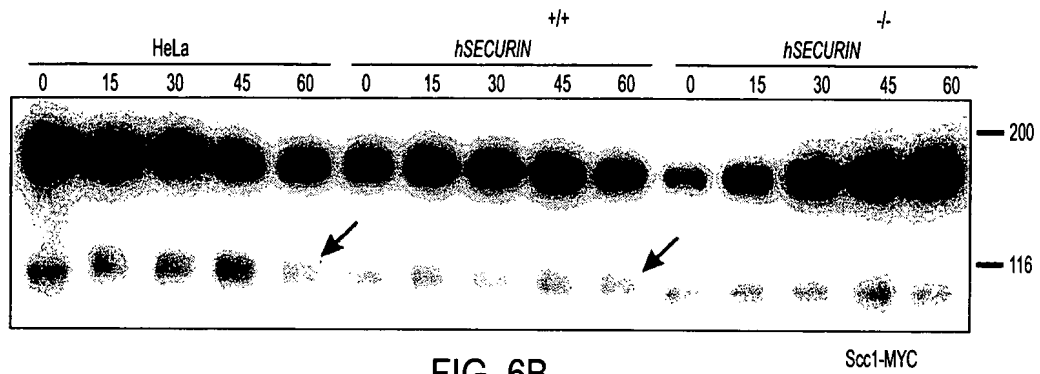 +/+ -/-
HeLa hSECURIN hSECURIN
0 15 30 45 60 0 15 30 45 60 0 15 30 45 60
200
116
Scc1-MYC
FIG. 6B